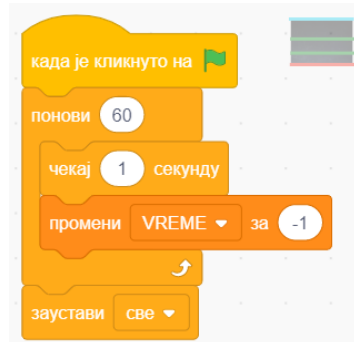 када је кликнуто на
понови 60
чекај 1 секунду
промени VREME за -1
заустави све